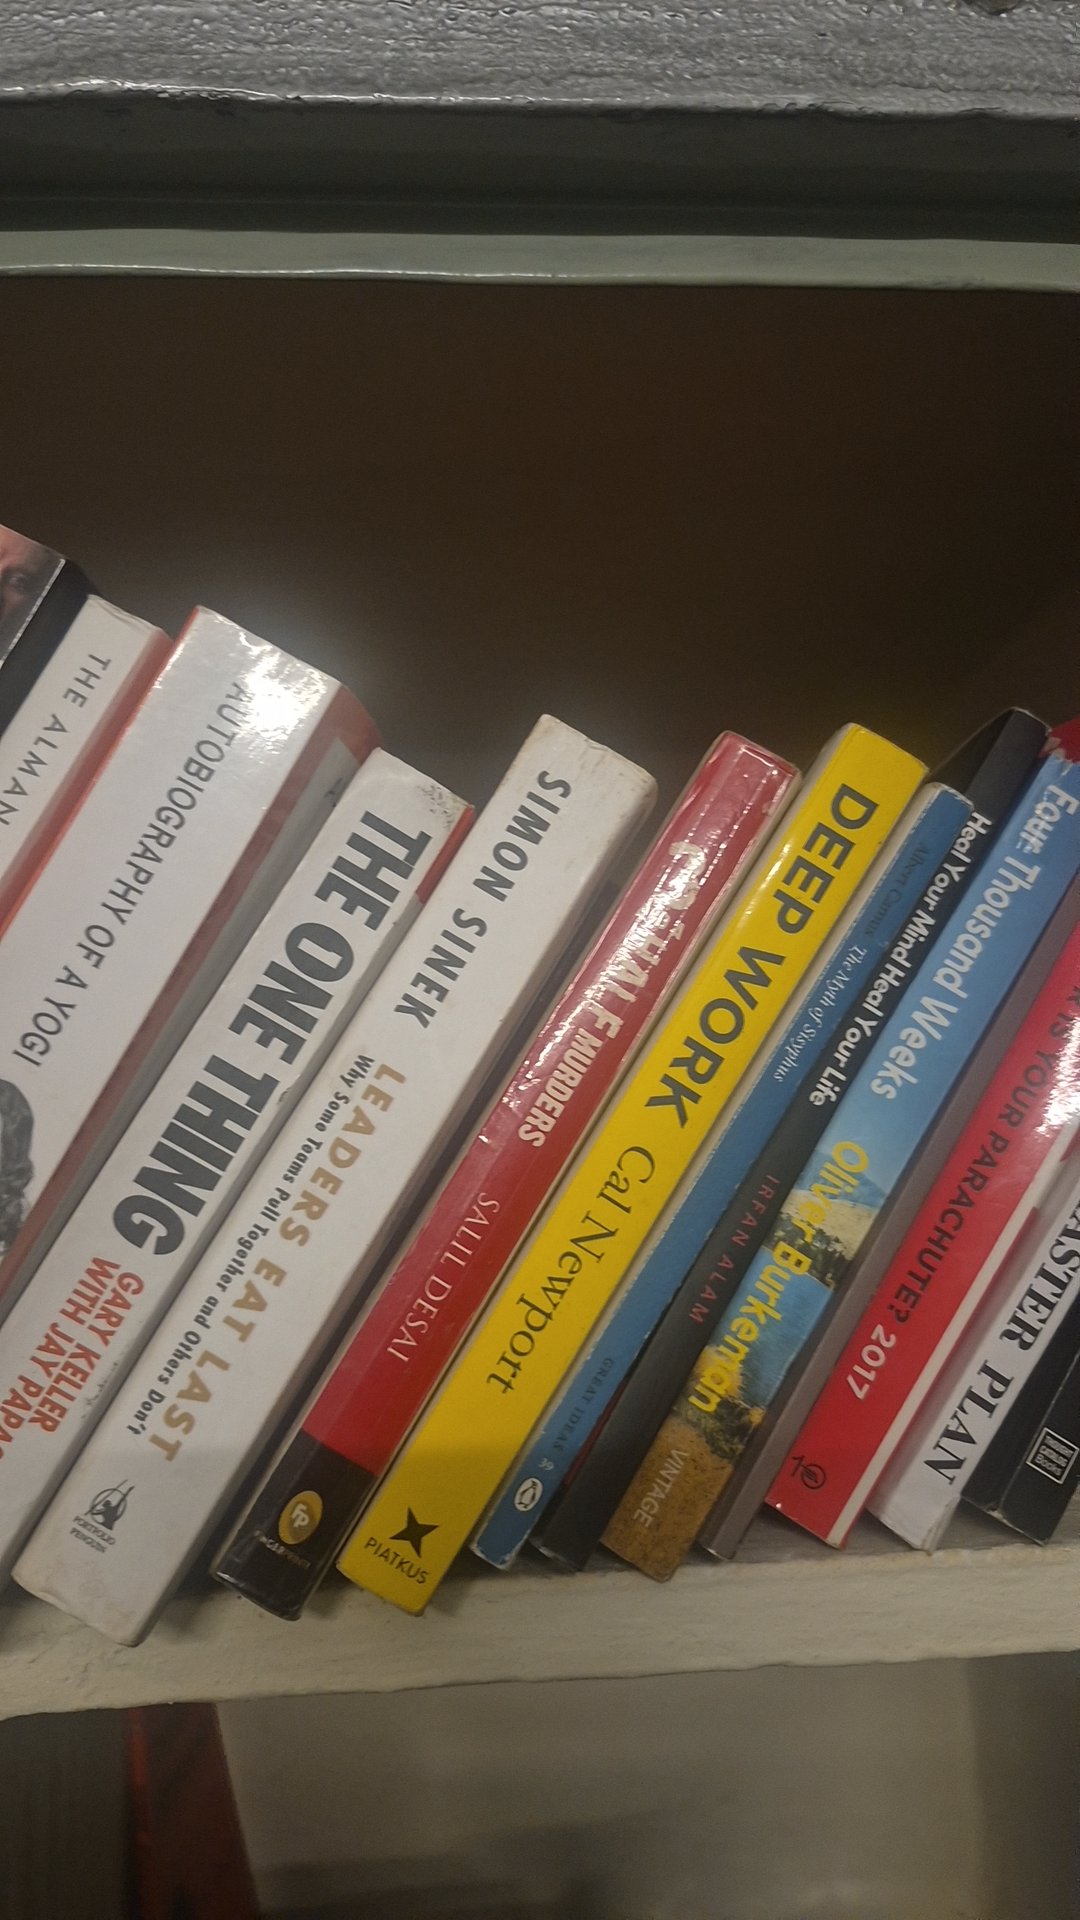 THE ALMAN
AUTOBIOGRAPHY OF A YOGI
THE ONE THING
GARY KELLER
WITH JAY PAPA
SIMON SINEK
LEADERS EAT LAST
Why Some Teams Pull Together and Others Don't
PORTFOLIO
PENGUIN
MURDERS
SALIL DESAI
DEEP WORK Cal Newport
PIATKUS
Albert Camus The Myth of Sisyphus
GREAT IDEAS 39
Heal Your Mind Heal Your Life
IRFAN ALAM
Four Thousand Weeks
Oliver Burkeman
VINTAGE
IS YOUR PARACHUTE? 2017
ASTER PLAN
Books